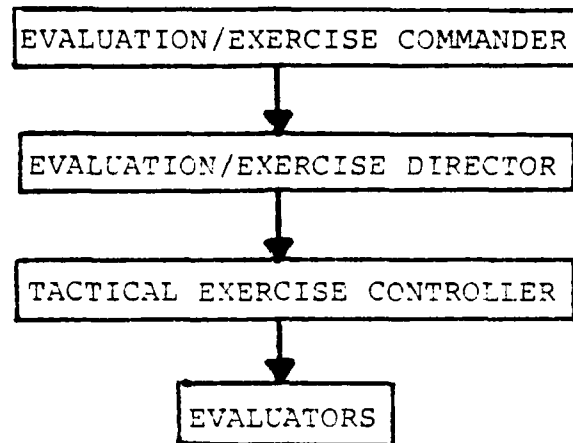 EVALUATION/EXERCISE COMMANDER
EVALUATION/EXERCISE DIRECTOR
TACTICAL EXERCISE CONTROLLER
EVALUATORS